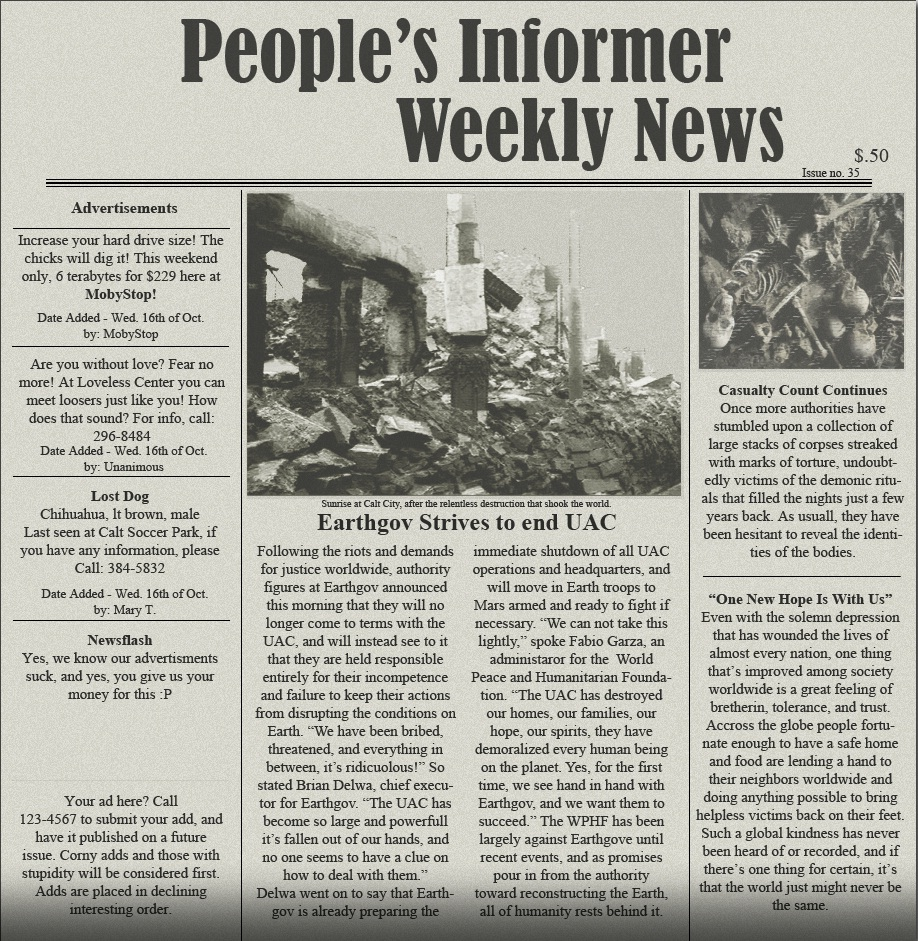 People's Informer
Weekly News
$.50
Issue no. 35
Advertisements
Increase your hard drive size! The
chicks will dig it! This weekend
only, 6 terabytes for $229 here at
MobyStop!
Date Added - Wed. 16th of Oct.
by: MobyStop
Are you without love? Fear no
more! At Loveless Center you can
meet loosers just like you! How
does that sound? For info, call:
296-8484
Date Added - Wed. 16th of Oct.
by: Unanimous
Lost Dog
Chihuahua, lt brown, male
Last seen at Calt Soccer Park, if
you have any information, please
Call: 384-5832
Date Added - Wed. 16th of Oct.
by: Mary T.
Newsflash
Yes, we know our advertisments
suck, and yes, you give us your
money for this :P
Your ad here? Call
123-4567 to submit your add, and
have it published on a future
issue. Corny adds and those with
stupidity will be considered first.
Adds are placed in declining
interesting order.
Sunrise at Calt City, after the relentless destruction that shook the world.
Earthgov Strives to end UAC
Following the riots and demands
for justice worldwide, authority
figures at Earthgov announced
this morning that they will no
longer come to terms with the
UAC, and will instead see to it
that they are held responsible
entirely for their incompetence
and failure to keep their actions
from disrupting the conditions on
Earth. “We have been bribed,
threatened, and everything in
between, it’s ridicuolous!” So
stated Brian Delwa, chief execu-
tor for Earthgov. “The UAC has
become so large and powerfull
it’s fallen out of our hands, and
no one seems to have a clue on
how to deal with them.”
Delwa went on to say that Earth-
gov is already preparing the
immediate shutdown of all UAC
operations and headquarters, and
will move in Earth troops to
Mars armed and ready to fight if
necessary. “We can not take this
lightly,” spoke Fabio Garza, an
administaror for the World
Peace and Humanitarian Founda-
tion. “The UAC has destroyed
our homes, our families, our
hope, our spirits, they have
demoralized every human being
on the planet. Yes, for the first
time, we see hand in hand with
Earthgov, and we want them to
succeed.” The WPHF has been
largely against Earthgove until
recent events, and as promises
pour in from the authority
toward reconstructing the Earth,
all of humanity rests behind it.
Casualty Count Continues
Once more authorities have
stumbled upon a collection of
large stacks of corpses streaked
with marks of torture, undoubt-
edly victims of the demonic ritu-
als that filled the nights just a few
years back. As usuall, they have
been hesitant to reveal the identi-
ties of the bodies.
“One New Hope Is With Us”
Even with the solemn depression
that has wounded the lives of
almost every nation, one thing
that’s improved among society
worldwide is a great feeling of
bretherin, tolerance, and trust.
Accross the globe people fortu-
nate enough to have a safe home
and food are lending a hand to
their neighbors worldwide and
doing anything possible to bring
helpless victims back on their feet.
Such a global kindness has never
been heard of or recorded, and if
there’s one thing for certain, it’s
that the world just might never be
the same.